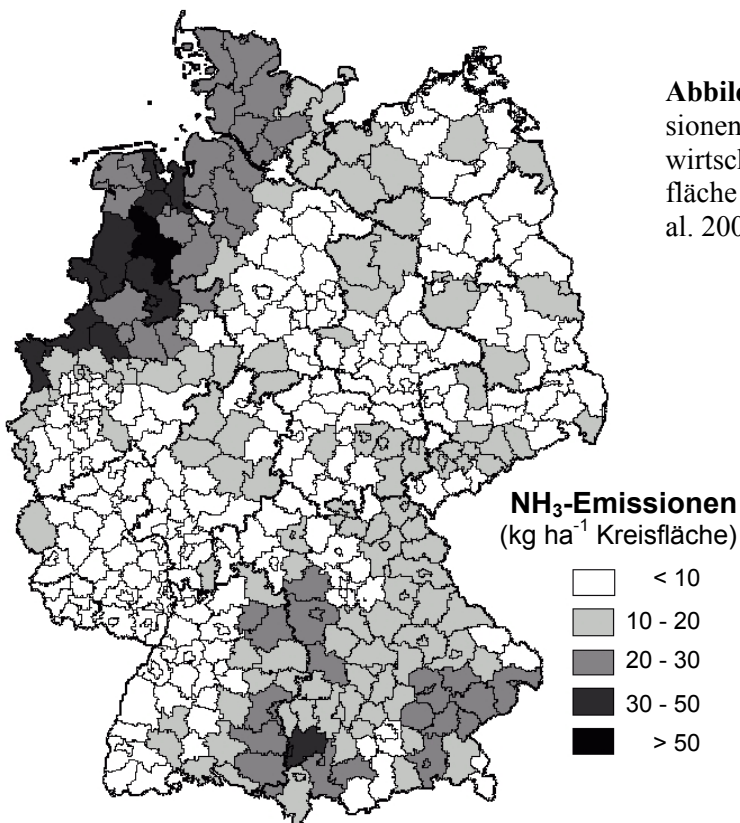 Abbild
sionen
wirtsch
fläche
al. 200
NH₃-Emissionen
(kg ha⁻¹ Kreisfläche)
< 10
10 - 20
20 - 30
30 - 50
> 50